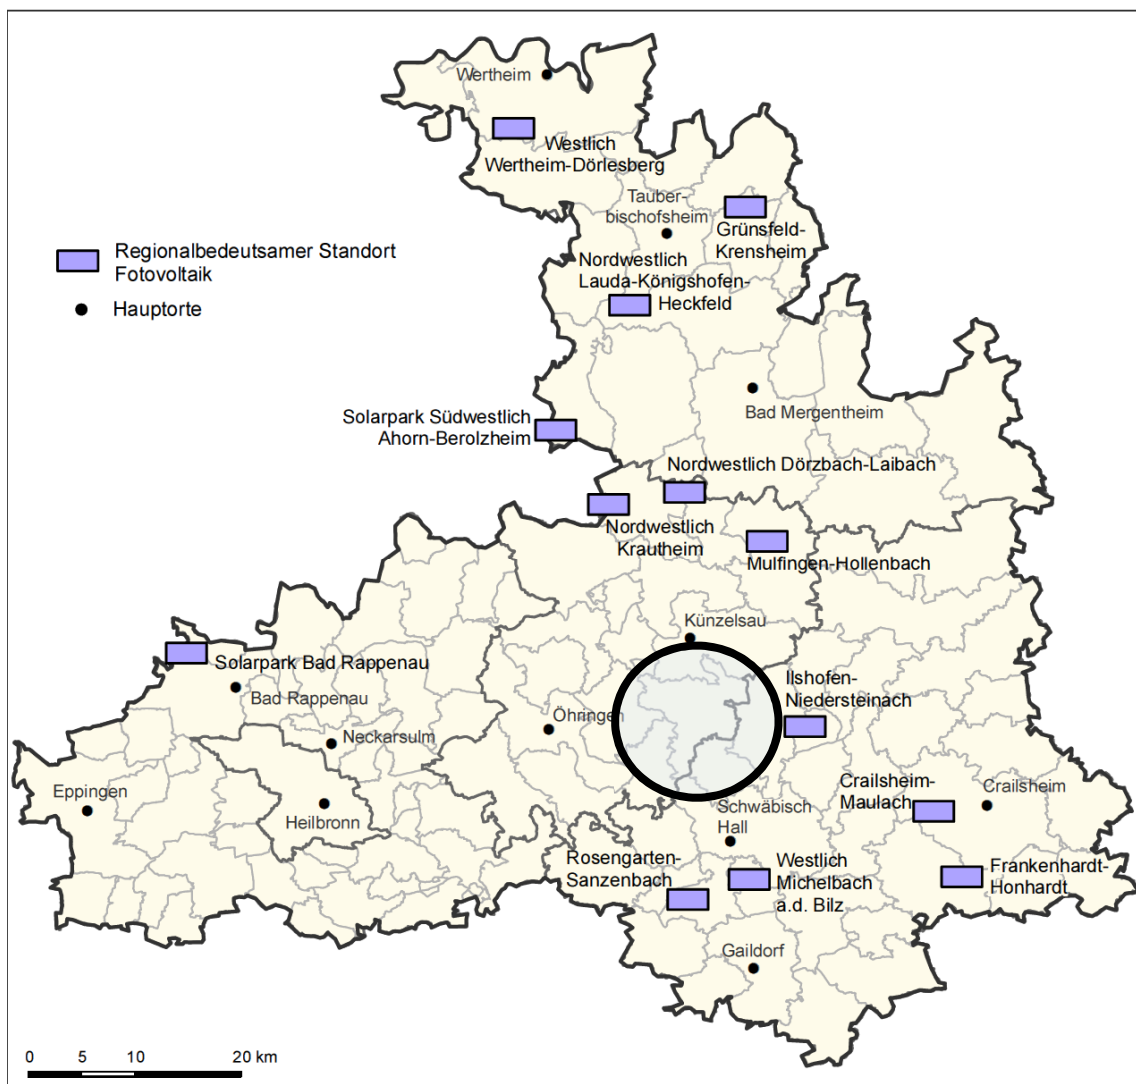 Wertheim
Westlich
Wertheim-Dörlesberg
Tauber-
bischofsheim
Grünsfeld-
Krensheim
Regionalbedeutsamer Standort
Fotovoltaik
Hauptorte
Nordwestlich
Lauda-Königshofen-
Heckfeld
Bad Mergentheim
Solarpark Südwestlich
Ahorn-Berolzheim
Nordwestlich Dörzbach-Laibach
Nordwestlich
Krautheim
Mulfingen-Hollenbach
Künzelsau
Solarpark Bad Rappenau
Bad Rappenau
Ilshofen-
Niedersteinach
Öhringen
Neckarsulm
Eppingen
Heilbronn
Crailsheim-
Maulach
Crailsheim
Schwäbisch
Hall
Rosengarten-
Sanzenbach
Westlich
Michelbach
a.d. Bilz
Frankenhardt-
Honhardt
Gaildorf
0 5 10 20 km